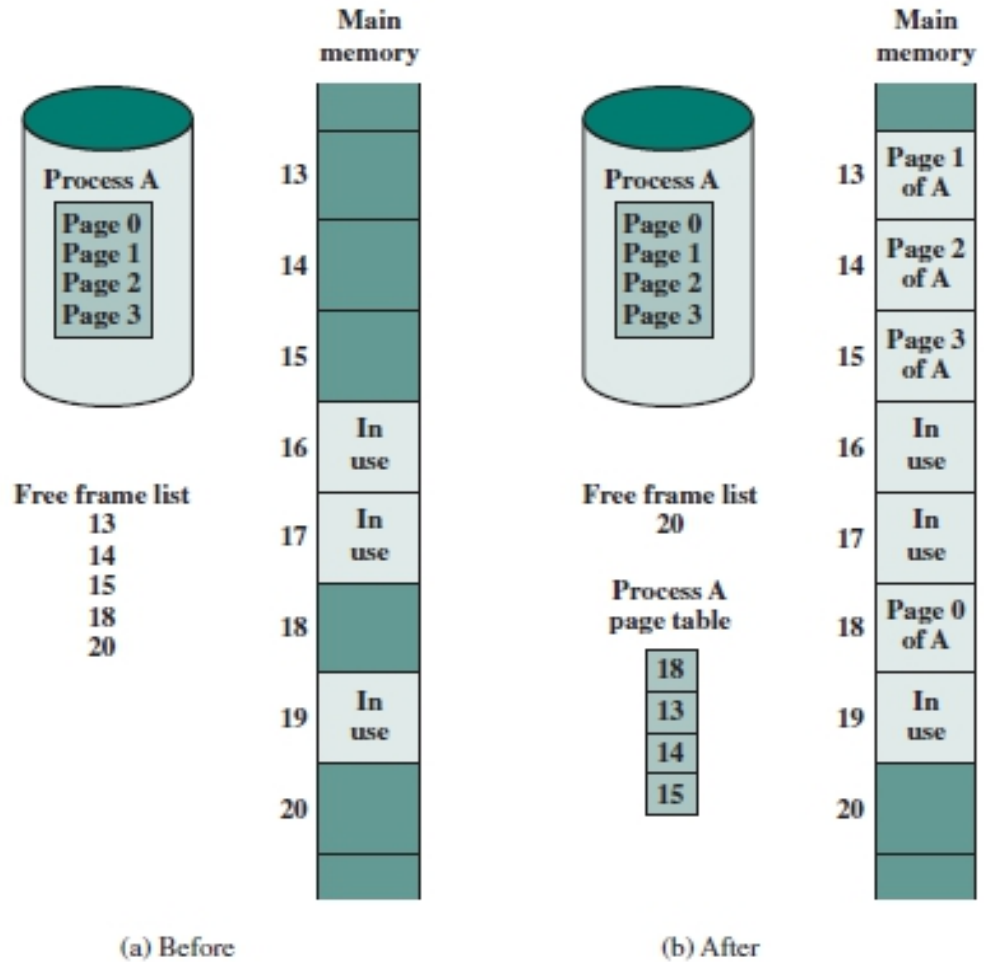 Main
memory
Process A
Page 0
Page 1
Page 2
Page 3
13
14
15
16
In
use
17
In
use
18
19
In
use
20
Free frame list
13
14
15
18
20
(a) Before
Main
memory
Process A
Page 0
Page 1
Page 2
Page 3
13
Page 1
of A
14
Page 2
of A
15
Page 3
of A
16
In
use
17
In
use
18
Page 0
of A
19
In
use
20
Free frame list
20
Process A
page table
18
13
14
15
(b) After